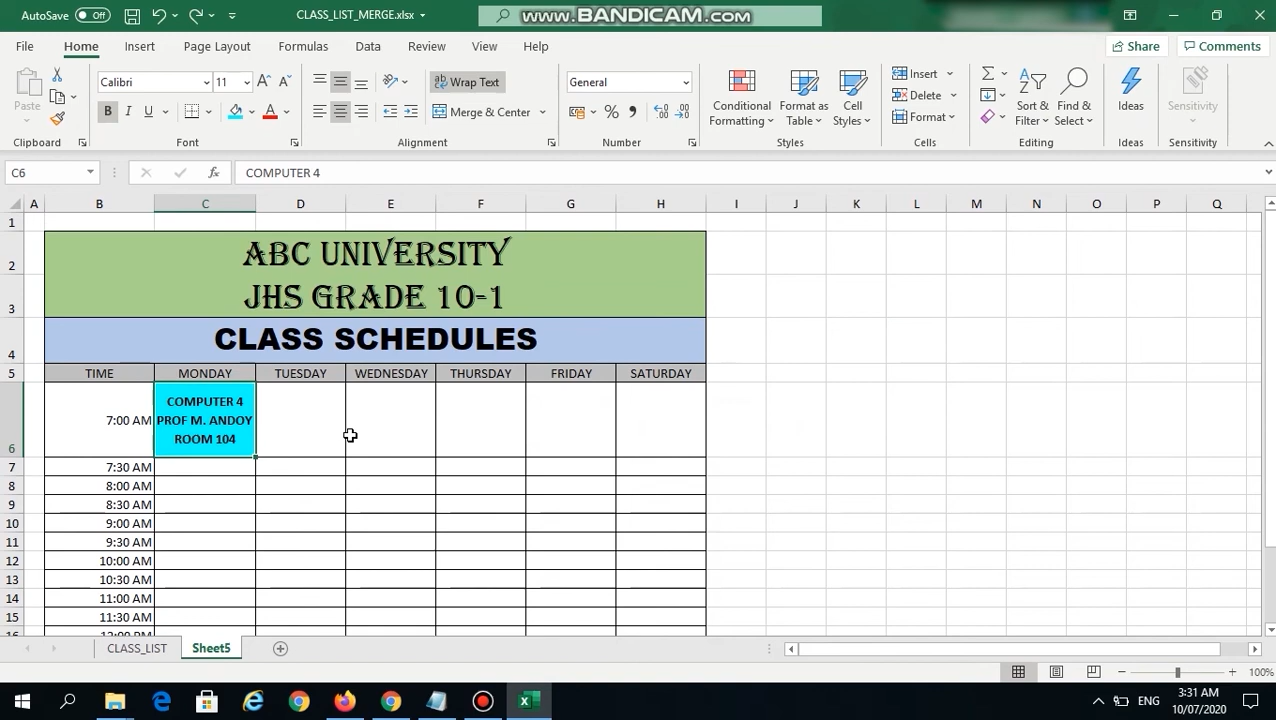 AutoSave Off CLASS_LIST_MERGE.xlsx www.BANDICAM.com
File Home Insert Page Layout Formulas Data Review View Help Share Comments
Paste Calibri 11 A A ab Wrap Text General Conditional Formatting Format as Table Cell Styles Insert Delete Format Sort & Filter Find & Select Ideas Sensitivity
B I U A Merge & Center % ,
Clipboard Font Alignment Number Styles Cells Editing Ideas Sensitivity
C6 fx COMPUTER 4
A B C D E F G H I J K L M N O P Q
1
2 ABC UNIVERSITY
3 JHS GRADE 10-1
4 CLASS SCHEDULES
5 TIME MONDAY TUESDAY WEDNESDAY THURSDAY FRIDAY SATURDAY
COMPUTER 4
7:00 AM PROF M. ANDOY
6 ROOM 104
7 7:30 AM
8 8:00 AM
9 8:30 AM
10 9:00 AM
11 9:30 AM
12 10:00 AM
13 10:30 AM
14 11:00 AM
15 11:30 AM
16 12:00 PM
CLASS_LIST Sheet5
100%
ENG 3:31 AM
10/07/2020